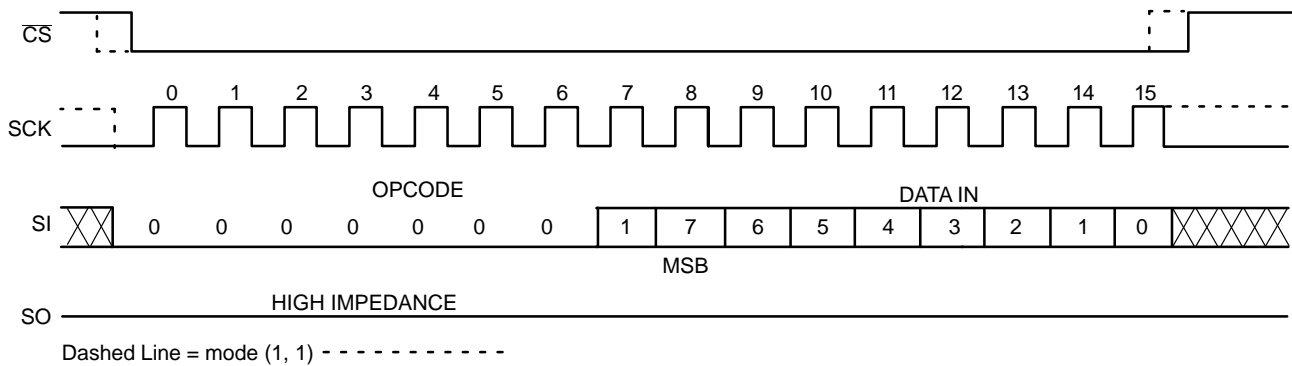 CS
0 1 2 3 4 5 6 7 8 9 10 11 12 13 14 15
SCK
OPCODE DATA IN
SI 0 0 0 0 0 0 0 1 7 6 5 4 3 2 1 0
MSB
HIGH IMPEDANCE
SO
Dashed Line = mode (1, 1)